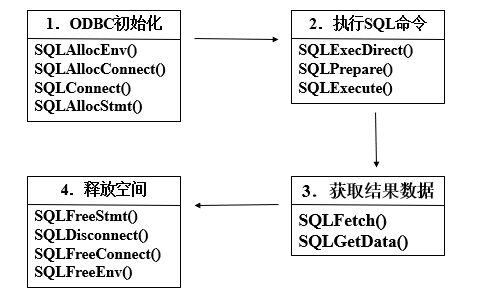 1．ODBC初始化
SQLAllocEnv()
SQLAllocConnect()
SQLConnect()
SQLAllocStmt()
2．执行SQL命令
SQLExecDirect()
SQLPrepare()
SQLExecute()
3．获取结果数据
SQLFetch()
SQLGetData()
4．释放空间
SQLFreeStmt()
SQLDisconnect()
SQLFreeConnect()
SQLFreeEnv()